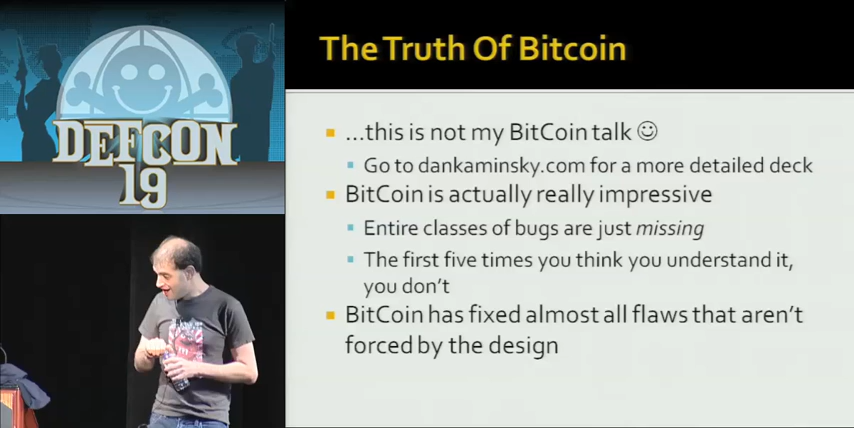 DEFCON
19
The Truth Of Bitcoin
…this is not my BitCoin talk ☺
Go to dankaminsky.com for a more detailed deck
BitCoin is actually really impressive
Entire classes of bugs are just missing
The first five times you think you understand it,
you don't
BitCoin has fixed almost all flaws that aren't
forced by the design